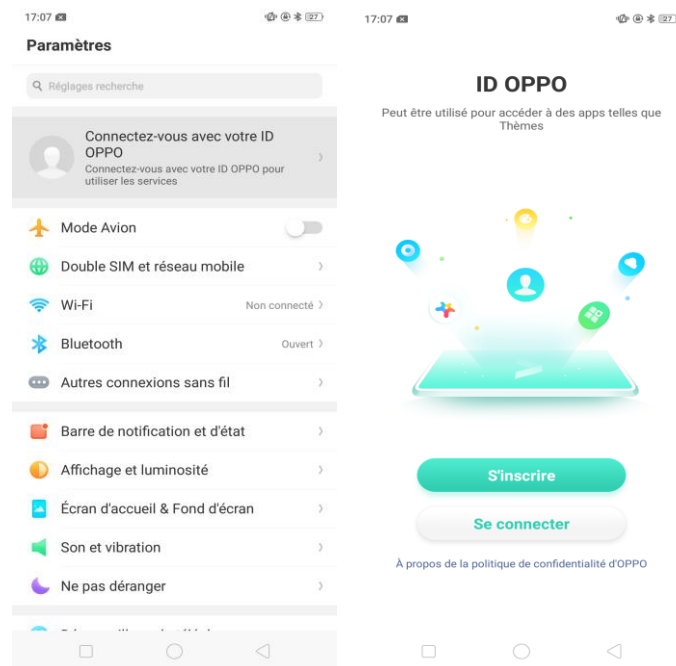 17:07
27
Paramètres
Réglages recherche
Connectez-vous avec votre ID
OPPO
Connectez-vous avec votre ID OPPO pour
utiliser les services
Mode Avion
Double SIM et réseau mobile
Wi-Fi
Non connecté
Bluetooth
Ouvert
Autres connexions sans fil
Barre de notification et d'état
Affichage et luminosité
Écran d'accueil & Fond d'écran
Son et vibration
Ne pas déranger
17:07
27
ID OPPO
Peut être utilisé pour accéder à des apps telles que
Thèmes
S'inscrire
Se connecter
À propos de la politique de confidentialité d'OPPO